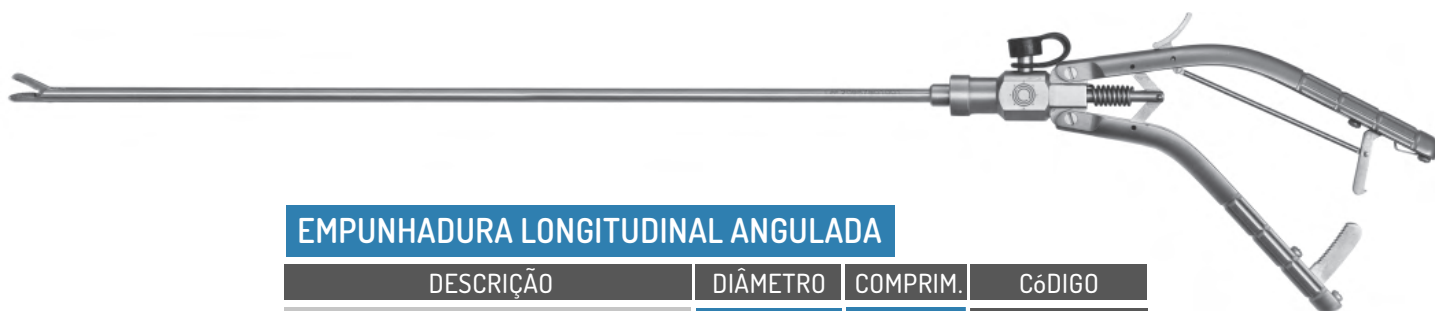 EMPUNHADURA LONGITUDINAL ANGULADA
DESCRIÇÃO DIÂMETRO COMPRIM. CóDIGO